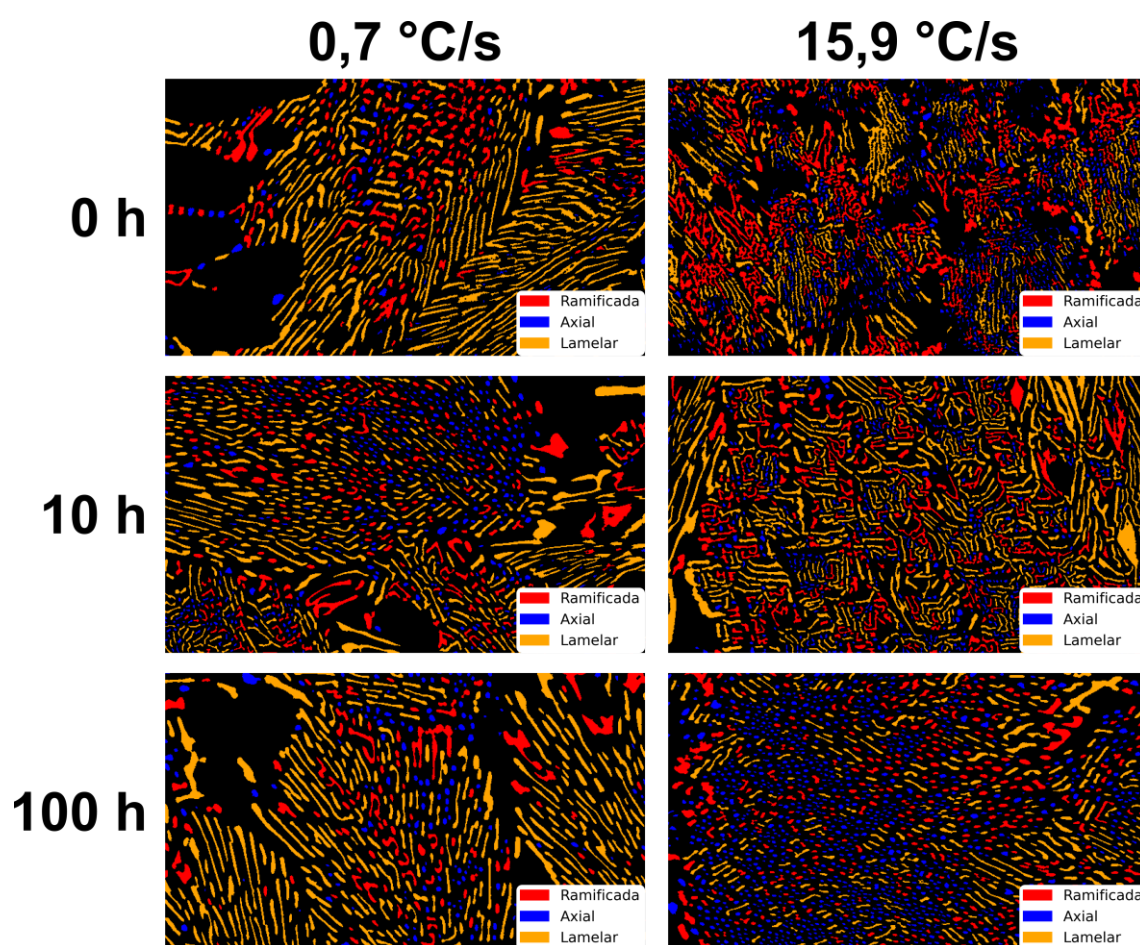 0,7 °C/s
15,9 °C/s
0 h
Ramificada
Axial
Lamelar
Ramificada
Axial
Lamelar
10 h
Ramificada
Axial
Lamelar
Ramificada
Axial
Lamelar
100 h
Ramificada
Axial
Lamelar
Ramificada
Axial
Lamelar